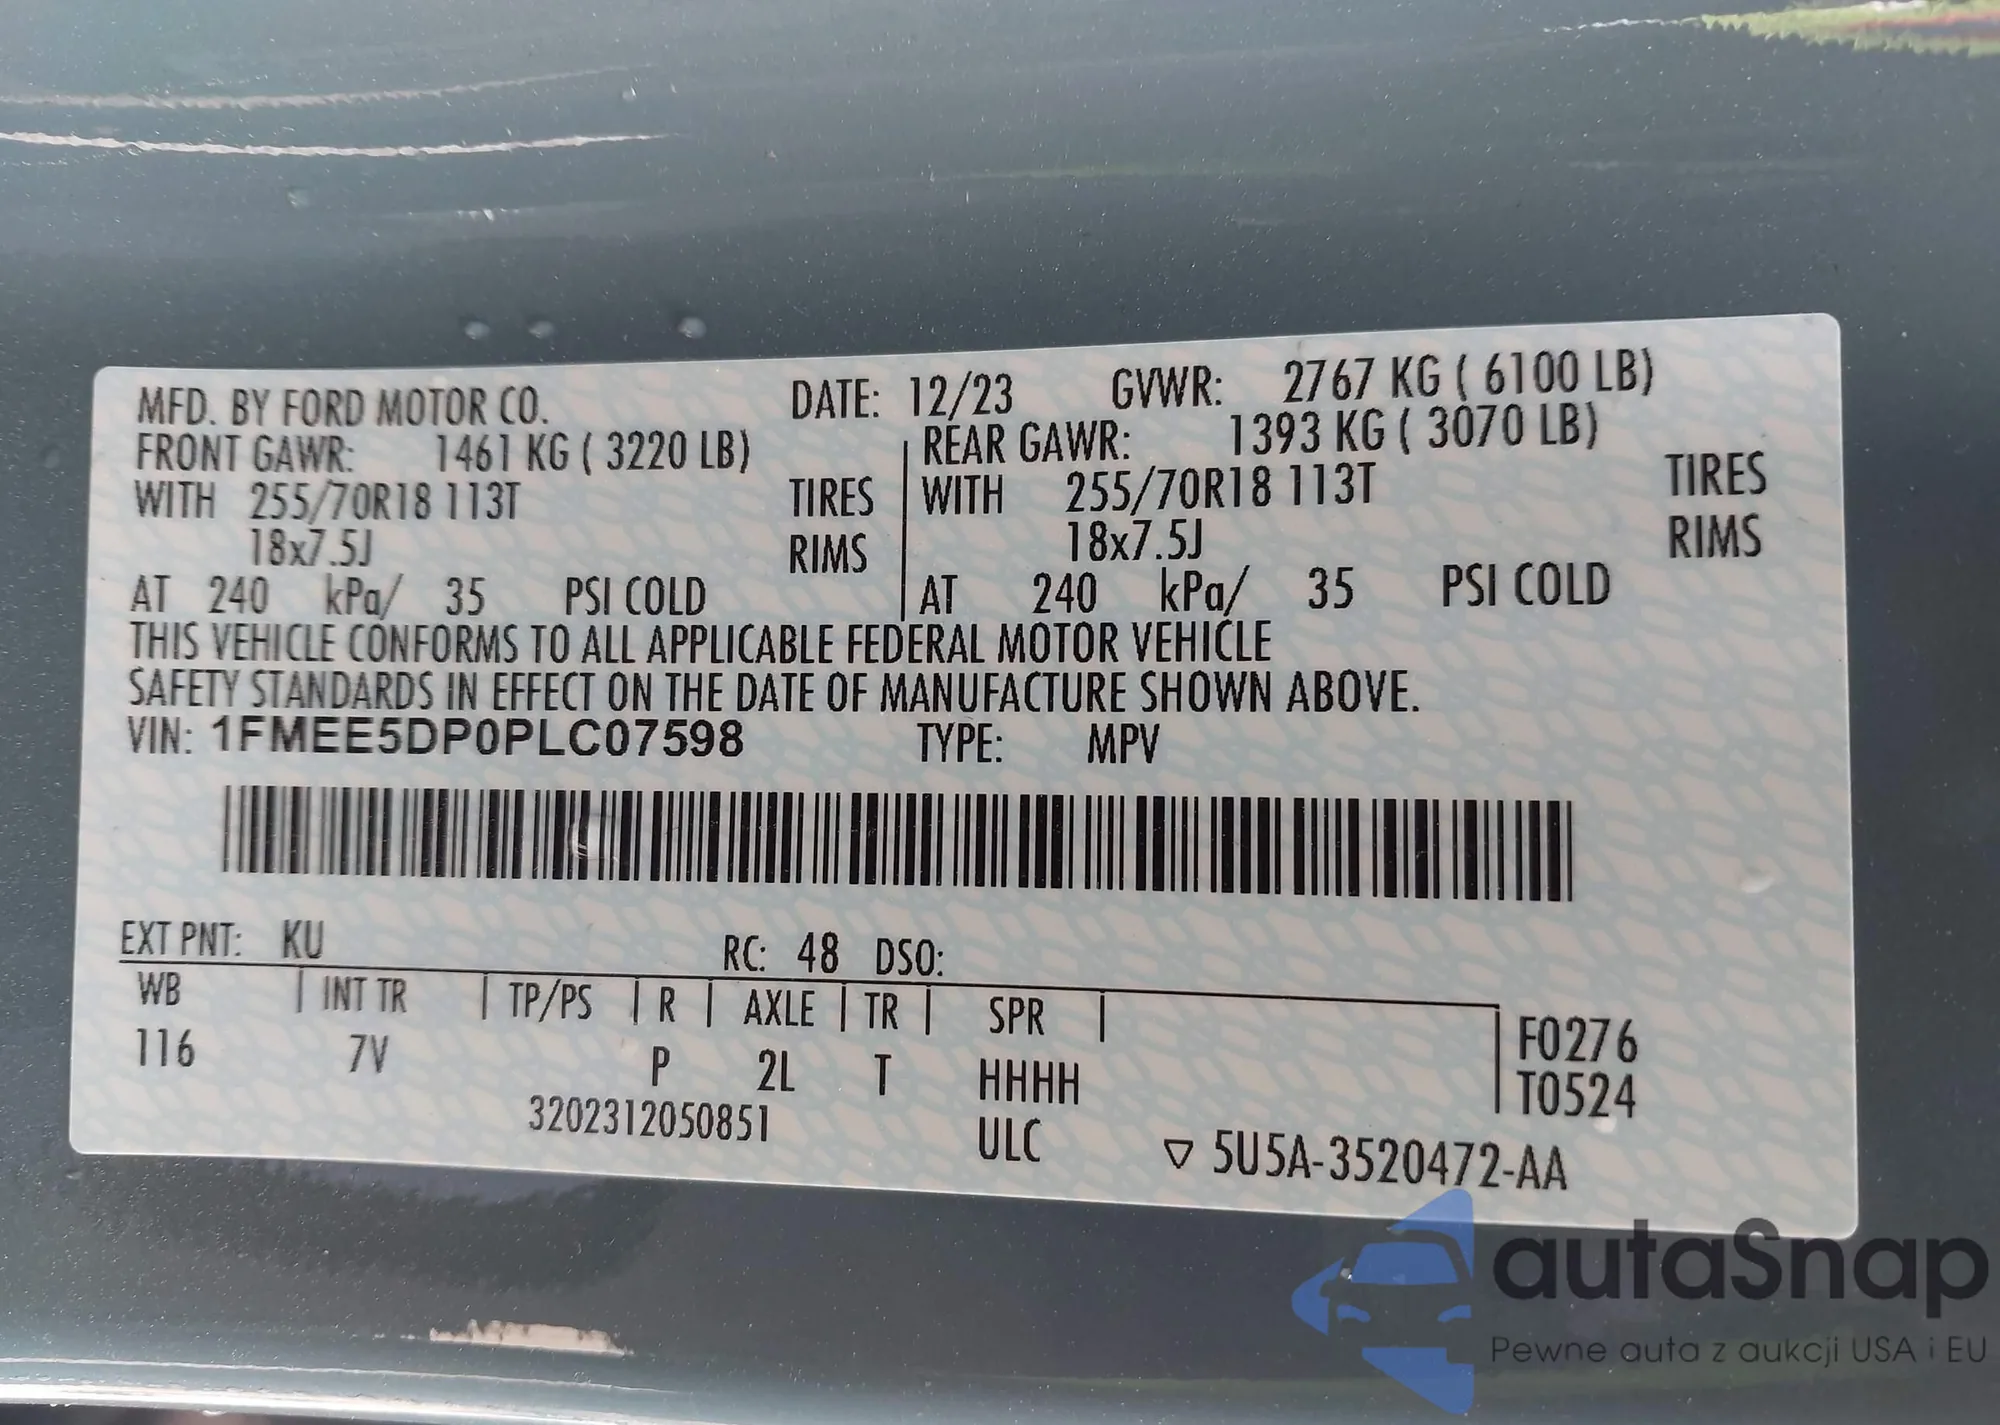 MFD. BY FORD MOTOR CO. DATE: 12/23 GVWR: 2767 KG ( 6100 LB)
FRONT GAWR: 1461 KG ( 3220 LB) REAR GAWR: 1393 KG ( 3070 LB)
WITH 255/70R18 113T TIRES WITH 255/70R18 113T TIRES
18x7.5J RIMS 18x7.5J RIMS
AT 240 kPa/ 35 PSI COLD AT 240 kPa/ 35 PSI COLD
THIS VEHICLE CONFORMS TO ALL APPLICABLE FEDERAL MOTOR VEHICLE
SAFETY STANDARDS IN EFFECT ON THE DATE OF MANUFACTURE SHOWN ABOVE.
VIN: 1FMEE5DP0PLC07598 TYPE: MPV
EXT PNT: KU RC: 48 DSO:
WB | INT TR | TP/PS | R | AXLE | TR | SPR | F0276
116 7V P 2L T HHHH T0524
3202312050851 ULC ▽ 5U5A-3520472-AA
autaSnap
Pewne auta z aukcji USA i EU